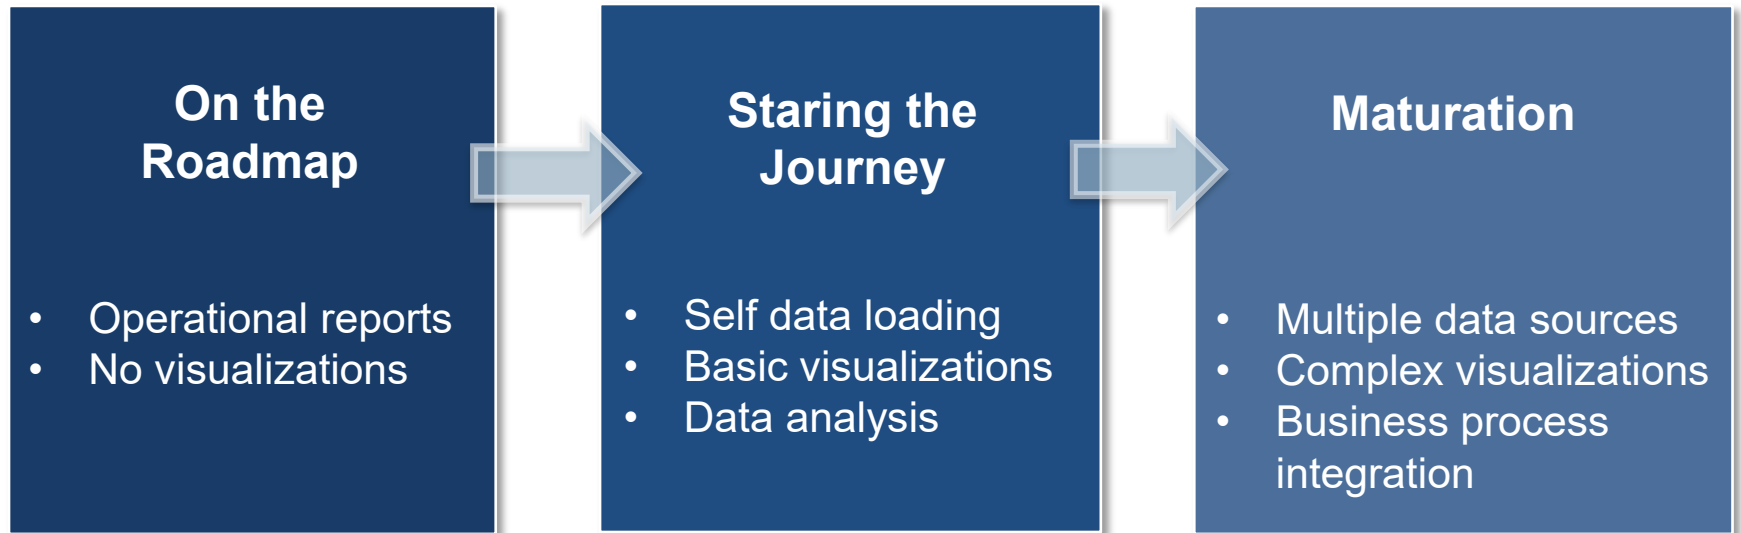 On the
Roadmap
• Operational reports
• No visualizations
Staring the
Journey
• Self data loading
• Basic visualizations
• Data analysis
Maturation
• Multiple data sources
• Complex visualizations
• Business process
integration